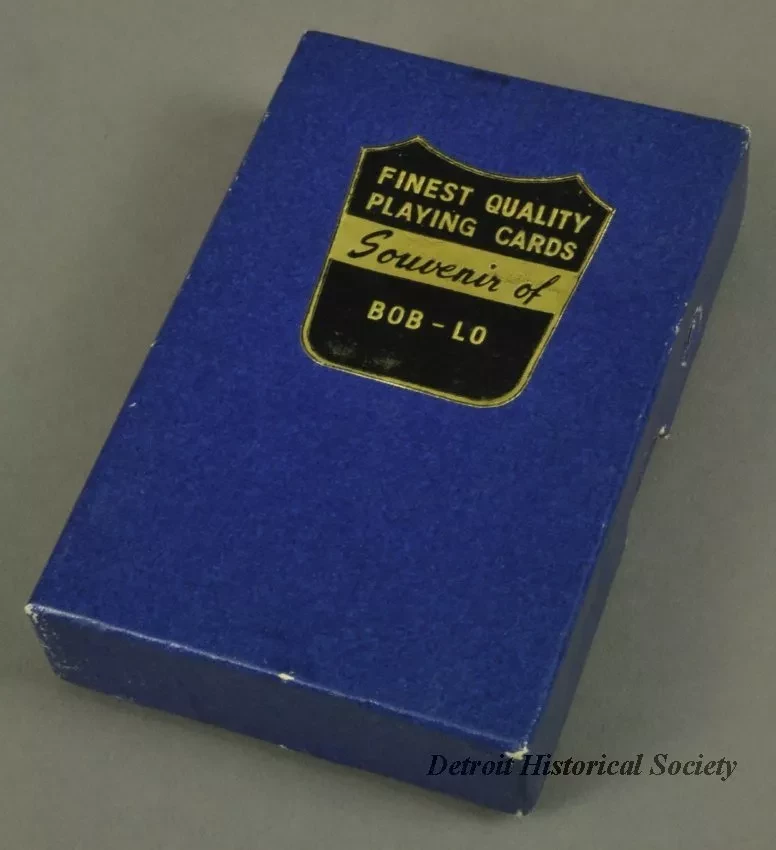 FINEST QUALITY
PLAYING CARDS
Souvenir of
BOB-LO
Detroit Historical Society